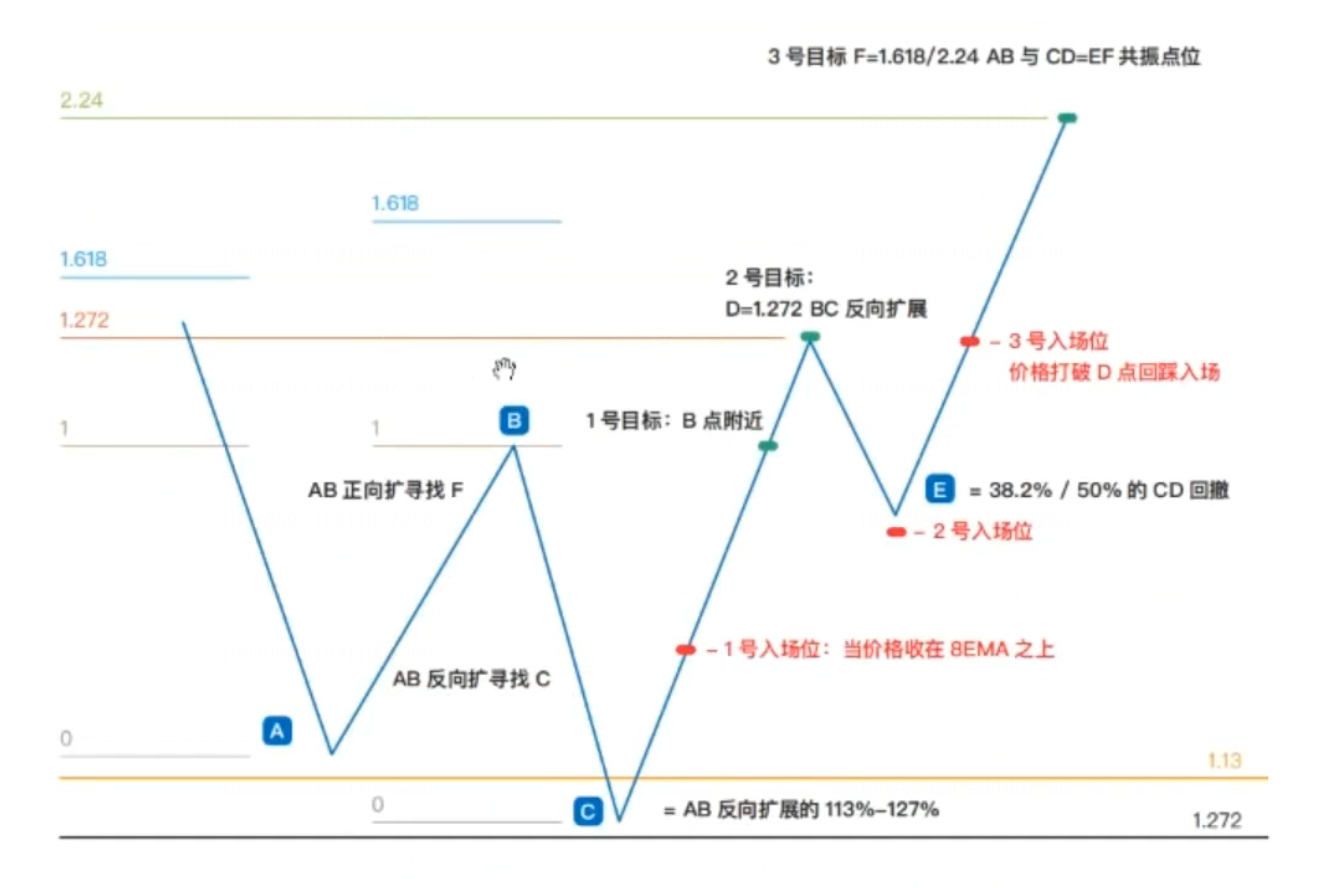 3 号目标 F=1.618/2.24 AB 与 CD=EF 共振点位
2.24
1.618
1.618
2 号目标：
D=1.272 BC 反向扩展
1.272
- 3 号入场位
价格打破 D 点回踩入场
B
1 号目标：B 点附近
1
1
AB 正向扩寻找 F
E
= 38.2% / 50% 的 CD 回撤
- 2 号入场位
- 1 号入场位：当价格收在 8EMA 之上
AB 反向扩寻找 C
A
0
1.13
0
C
= AB 反向扩展的 113%-127%
1.272